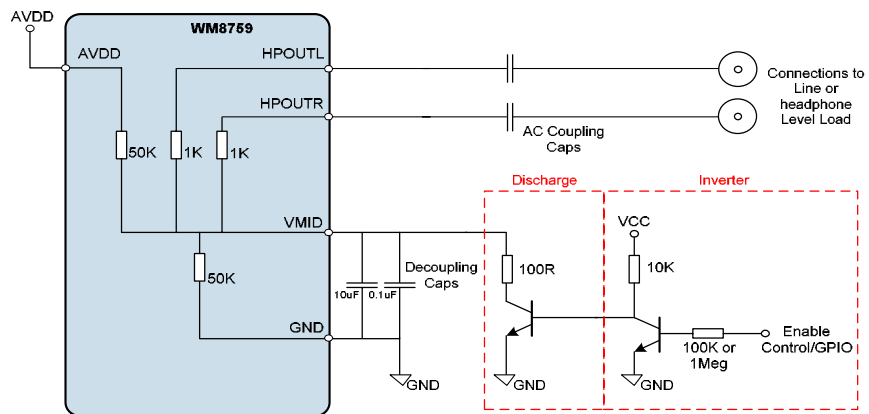 AVDD
WM8759
AVDD
HPOUTL
HPOUTR
50K
1K
1K
AC Coupling
Caps
Connections to
Line or
headphone
Level Load
Discharge
Inverter
VMID
VCC
50K
10uF
0.1uF
Decoupling
Caps
100R
10K
GND
Enable
Control/GPIO
100K or
1Meg
GND
GND
GND